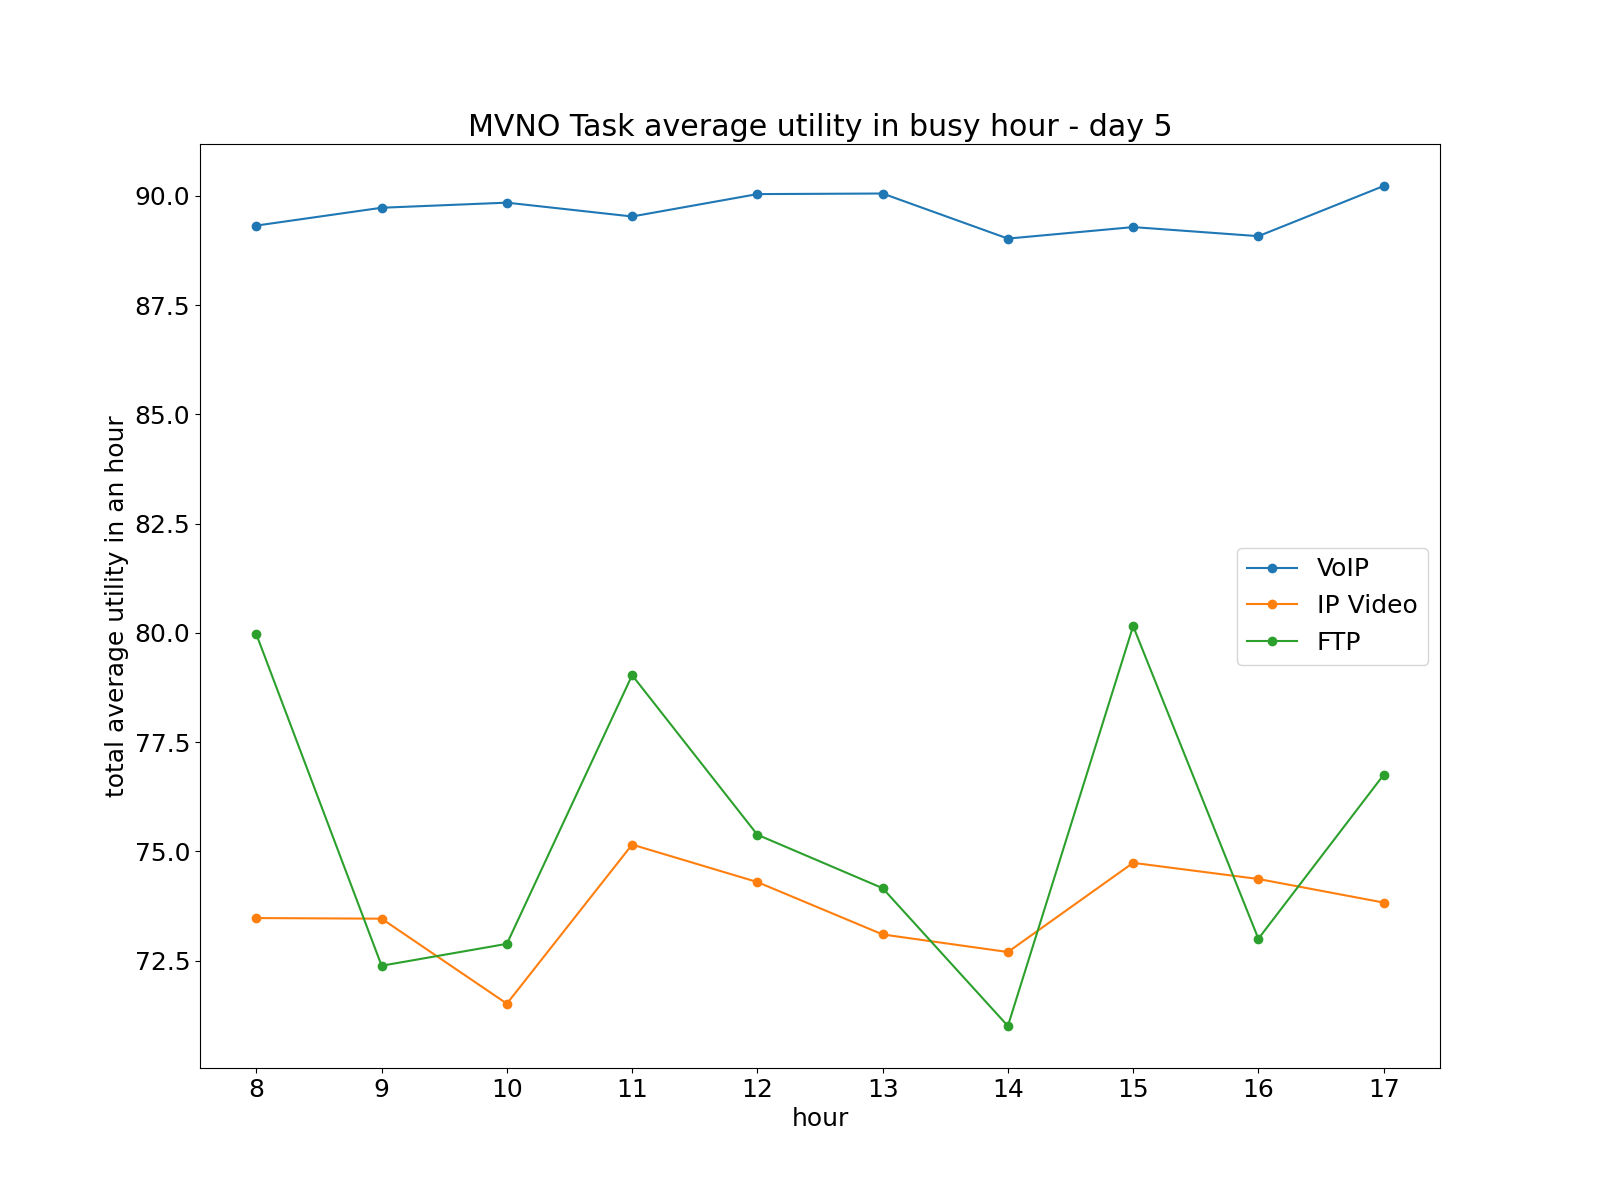 MVNO Task average utility in busy hour - day 5
total average utility in an hour
90.0
87.5
85.0
82.5
80.0
77.5
75.0
72.5
VoIP
IP Video
FTP
8 9 10 11 12 13 14 15 16 17
hour